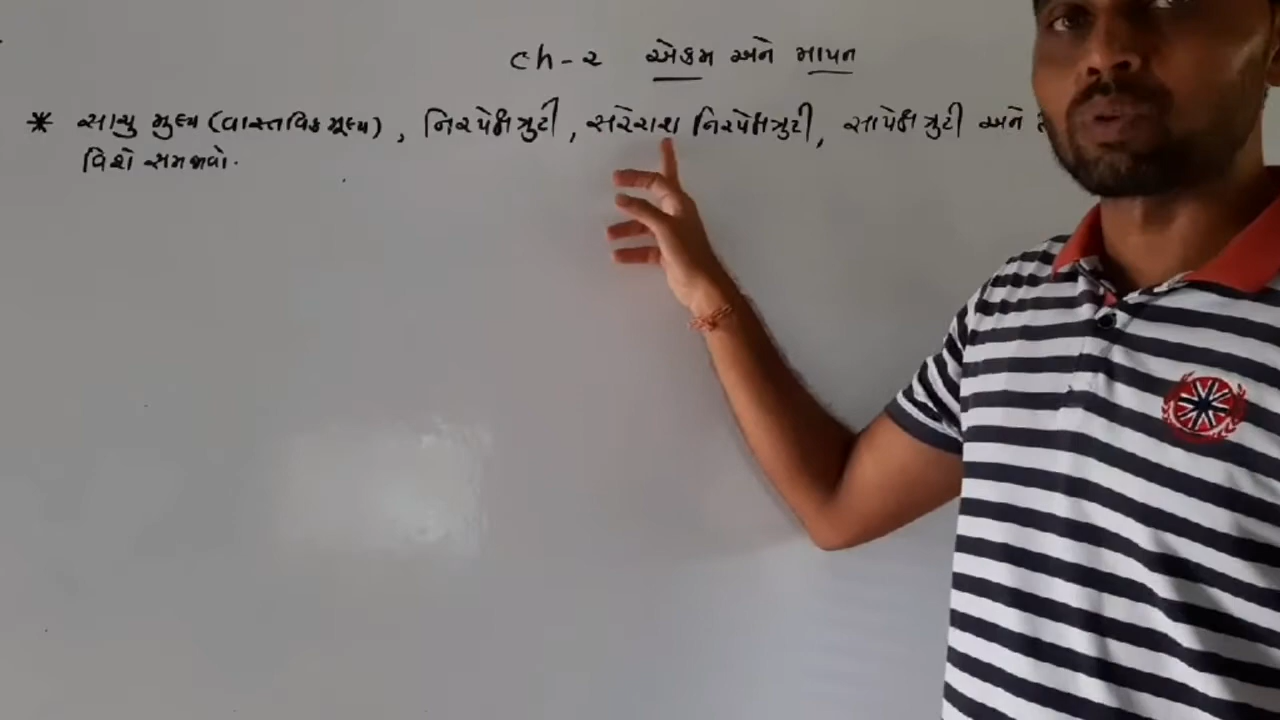 Ch-2 એકમ અને માપન
* સાચુ મુલ્ય (વાસ્તવિક મૂલ્ય), નિરપેક્ષ ત્રુટી, સરેરાશ નિરપેક્ષ ત્રુટી, સાપેક્ષ ત્રુટી અને
વિશે સમજાવો.